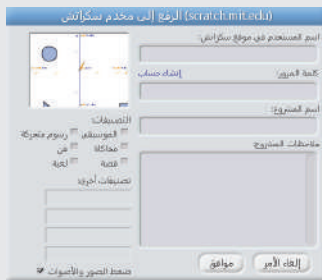 الرفع إلى مخدم سكراتش (scratch.mit.edu)
اسم المستخدم في موقع سكراتش:
كلمة المرور:
إنشاء حساب
اسم المشروع:
ملاحظات المشروع:
التصنيفات:
الموسيقى
رسوم متحركة
محاكاة
فن
قصة
لعبة
تصنيفات أخرى:
ضغط الصور والأصوات
إلغاء الأمر
موافق